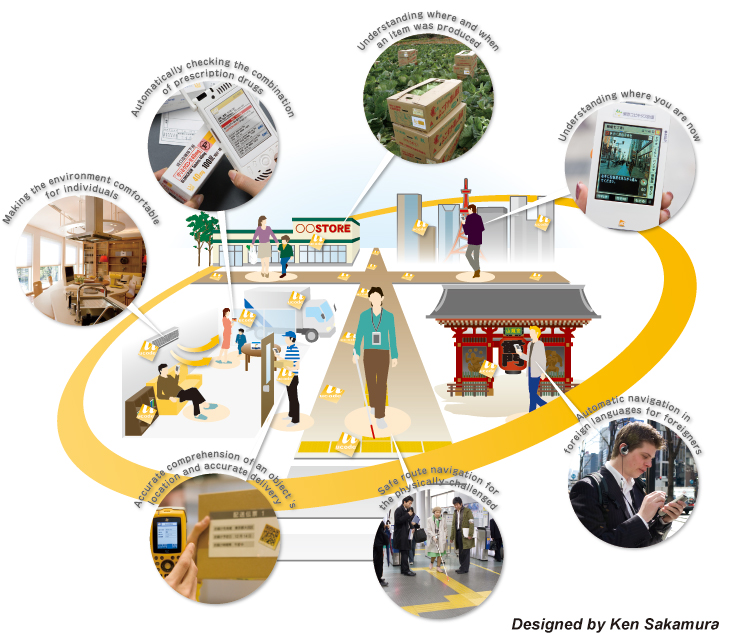 Understanding where and when
an item was produced
Automatically checking the combination
of prescription drugs
Understanding where you are now
Making the environment comfortable
for individuals
○○STORE
Automatic navigation in
foreign languages for foreigners
Accurate comprehension of an object´s
location and accurate delivery
Safe route navigation for
the physically-challenged
Designed by Ken Sakamura